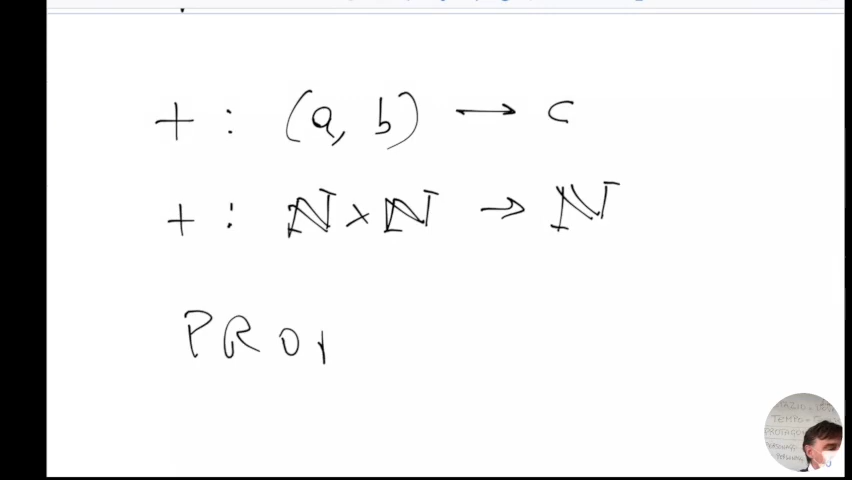 + : (a, b) ⟶ c
+ : ℕ × ℕ → ℕ
PRO